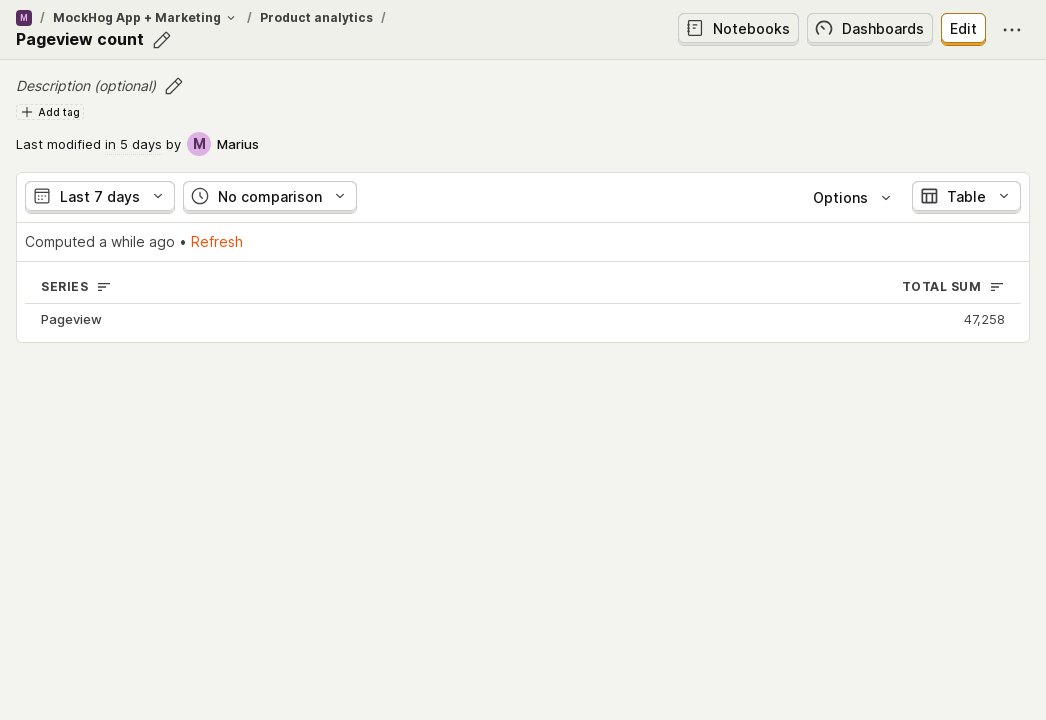 M / MockHog App + Marketing / Product analytics /
Pageview count
Notebooks
Dashboards
Edit
Description (optional)
Add tag
Last modified in 5 days by M Marius
Last 7 days
No comparison
Options
Table
Computed a while ago • Refresh
SERIES TOTAL SUM
Pageview 47,258